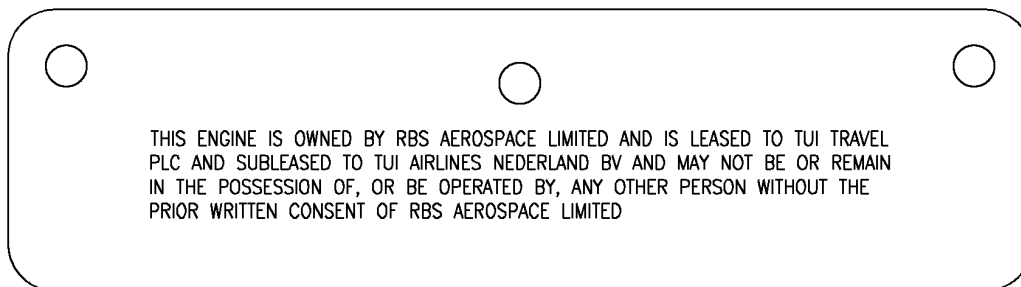 THIS ENGINE IS OWNED BY RBS AEROSPACE LIMITED AND IS LEASED TO TUI TRAVEL
PLC AND SUBLEASED TO TUI AIRLINES NEDERLAND BV AND MAY NOT BE OR REMAIN
IN THE POSSESSION OF, OR BE OPERATED BY, ANY OTHER PERSON WITHOUT THE
PRIOR WRITTEN CONSENT OF RBS AEROSPACE LIMITED